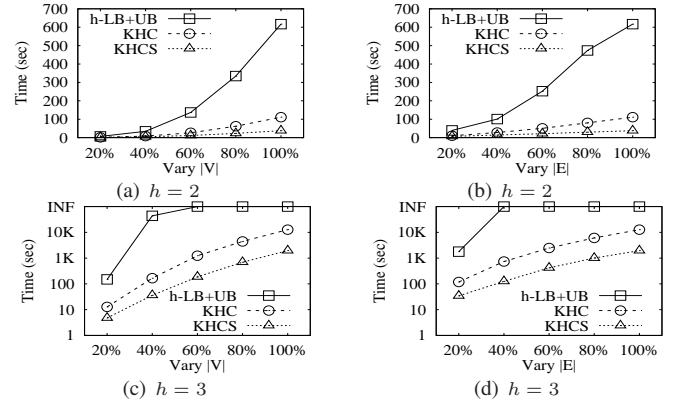 Time (sec)
700
600
500
400
300
200
100
0
h-LB+UB
KHC
KHCS
20% 40% 60% 80% 100%
Vary |V|
(a) h = 2
Time (sec)
700
600
500
400
300
200
100
0
h-LB+UB
KHC
KHCS
20% 40% 60% 80% 100%
Vary |E|
(b) h = 2
Time (sec)
INF
10K
1K
100
10
1
h-LB+UB
KHC
KHCS
20% 40% 60% 80% 100%
Vary |V|
(c) h = 3
Time (sec)
INF
10K
1K
100
10
1
h-LB+UB
KHC
KHCS
20% 40% 60% 80% 100%
Vary |E|
(d) h = 3